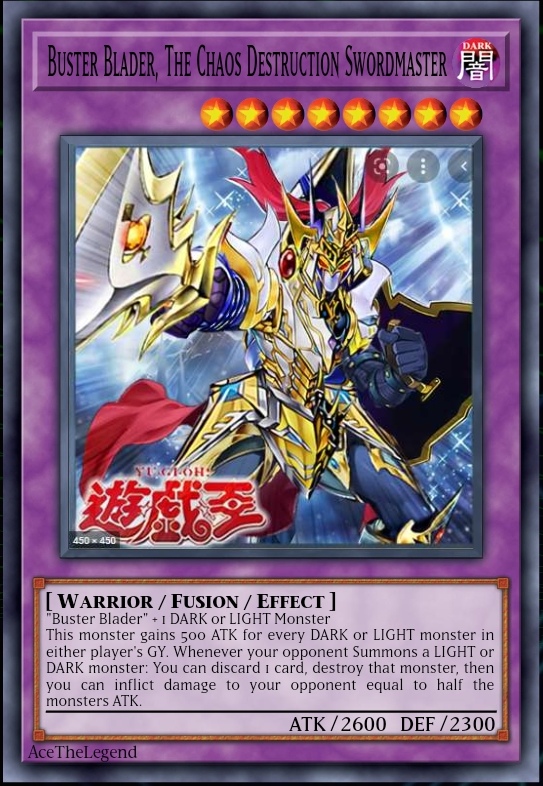 Buster Blader, The Chaos Destruction Swordmaster
DARK
闇
YU-GI-OH!
遊戯王
450 × 450
[ Warrior / Fusion / Effect ]
"Buster Blader" + 1 DARK or LIGHT Monster
This monster gains 500 ATK for every DARK or LIGHT monster in
either player's GY. Whenever your opponent Summons a LIGHT or
DARK monster: You can discard 1 card, destroy that monster, then
you can inflict damage to your opponent equal to half the
monsters ATK.
ATK / 2600 DEF / 2300
AceTheLegend